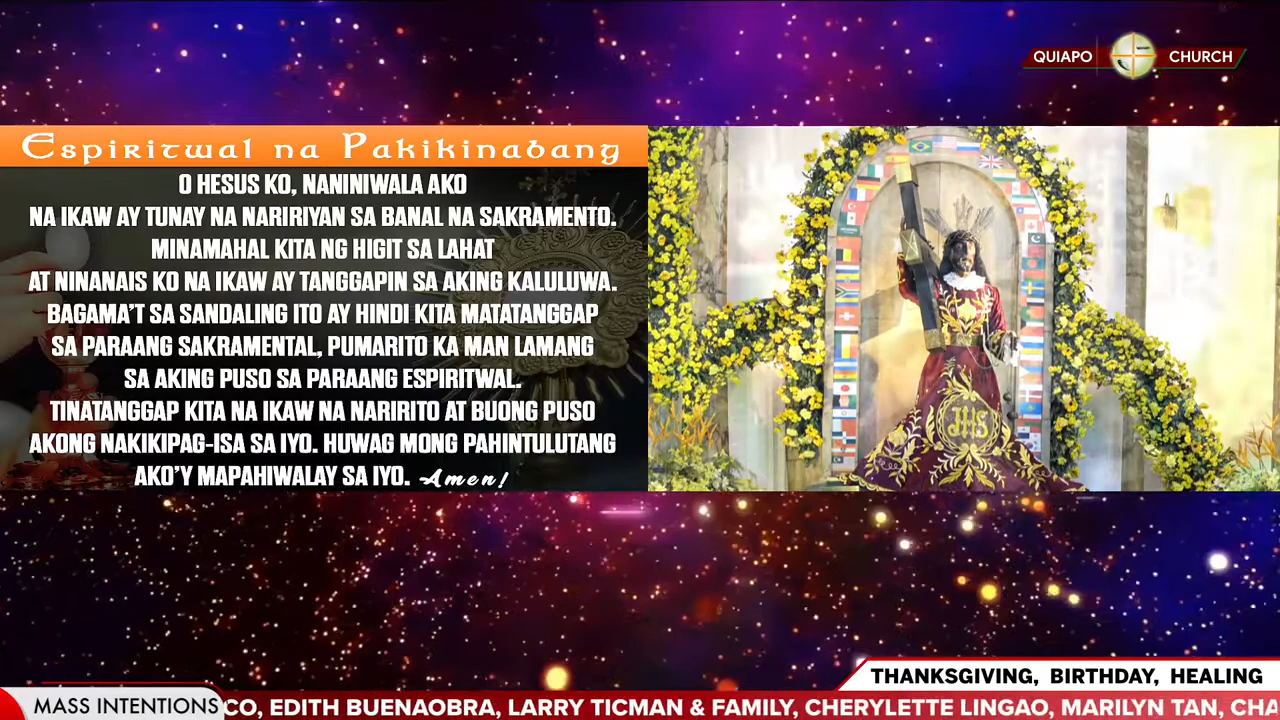 QUIAPO CHURCH
Espiritwal na Pakikinabang
O HESUS KO, NANINIWALA AKO
NA IKAW AY TUNAY NA NARIRIYAN SA BANAL NA SAKRAMENTO.
MINAMAHAL KITA NG HIGIT SA LAHAT
AT NINANAIS KO NA IKAW AY TANGGAPIN SA AKING KALULUWA.
BAGAMA'T SA SANDALING ITO AY HINDI KITA MATATANGGAP
SA PARAANG SAKRAMENTAL, PUMARITO KA MAN LAMANG
SA AKING PUSO SA PARAANG ESPIRITWAL.
TINATANGGAP KITA NA IKAW NA NARIRITO AT BUONG PUSO
AKONG NAKIKIPAG-ISA SA IYO. HUWAG MONG PAHINTULUTANG
AKO'Y MAPAHIWALAY SA IYO. Amen!
JHS
THANKSGIVING, BIRTHDAY, HEALING
MASS INTENTIONS CO, EDITH BUENAOBRA, LARRY TICMAN & FAMILY, CHERYLETTE LINGAO, MARILYN TAN, CHA